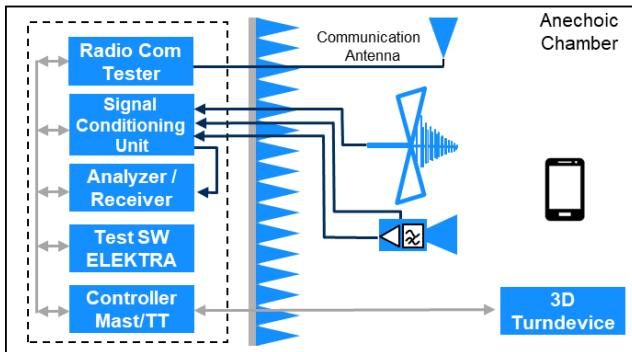 Radio Com
Tester
Signal
Conditioning
Unit
Analyzer /
Receiver
Test SW
ELEKTRA
Controller
Mast/TT
Communication
Antenna
Anechoic
Chamber
3D
Turndevice